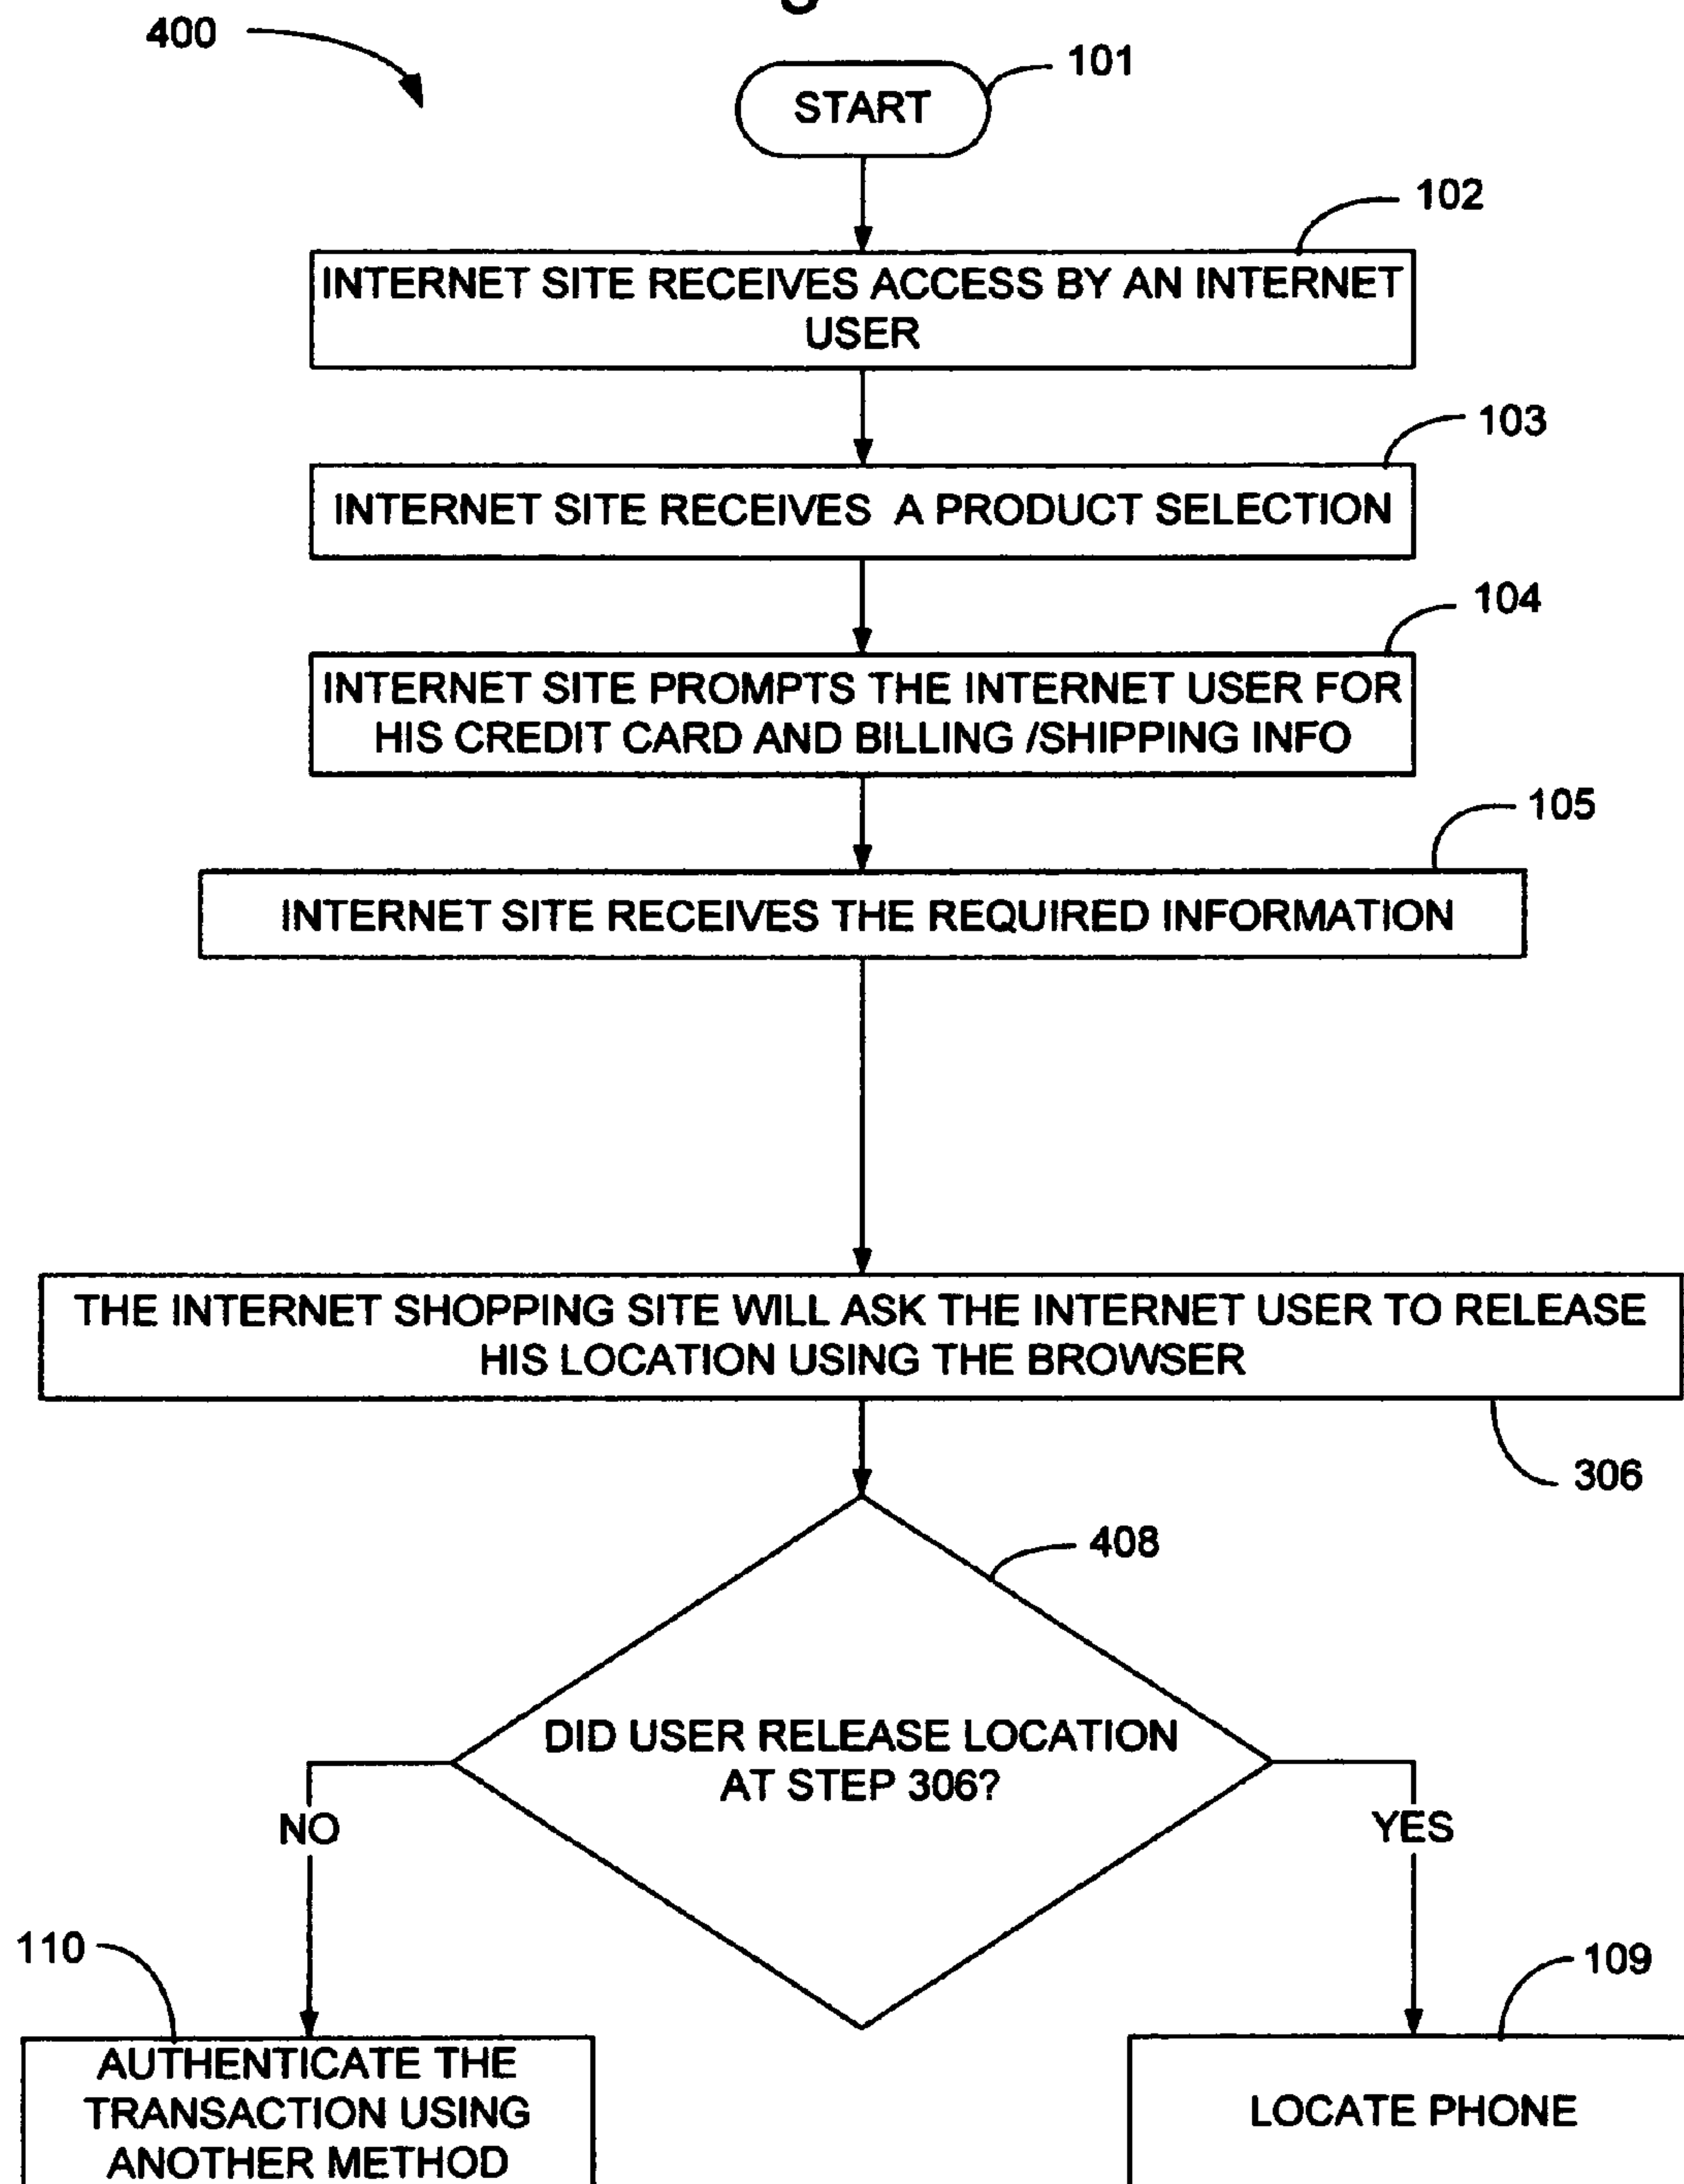 400
101
START
102
INTERNET SITE RECEIVES ACCESS BY AN INTERNET
USER
103
INTERNET SITE RECEIVES A PRODUCT SELECTION
104
INTERNET SITE PROMPTS THE INTERNET USER FOR
HIS CREDIT CARD AND BILLING /SHIPPING INFO
105
INTERNET SITE RECEIVES THE REQUIRED INFORMATION
THE INTERNET SHOPPING SITE WILL ASK THE INTERNET USER TO RELEASE
HIS LOCATION USING THE BROWSER
306
408
DID USER RELEASE LOCATION
AT STEP 306?
NO
YES
110
109
AUTHENTICATE THE
TRANSACTION USING
ANOTHER METHOD
LOCATE PHONE